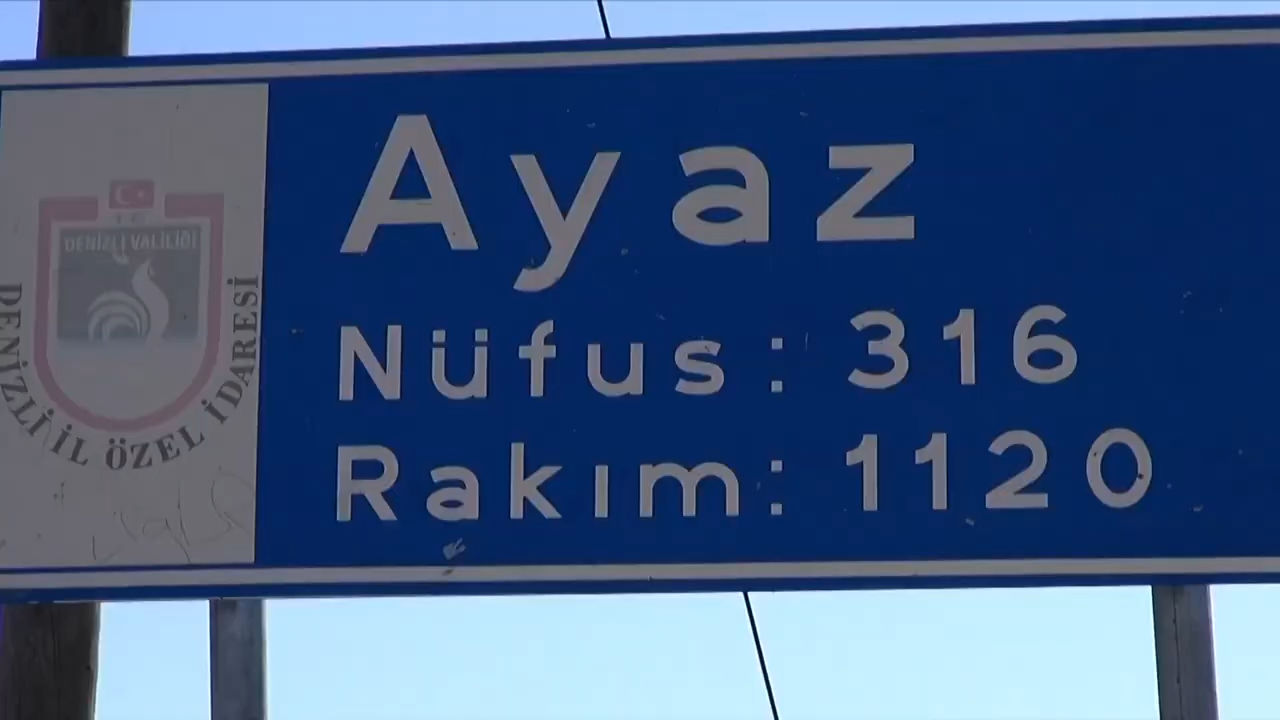 Ayaz
Nüfus: 316
Rakım: 1120
DENİZLİ VALİLİĞİ
DENİZLİ İL ÖZEL İDARESİ